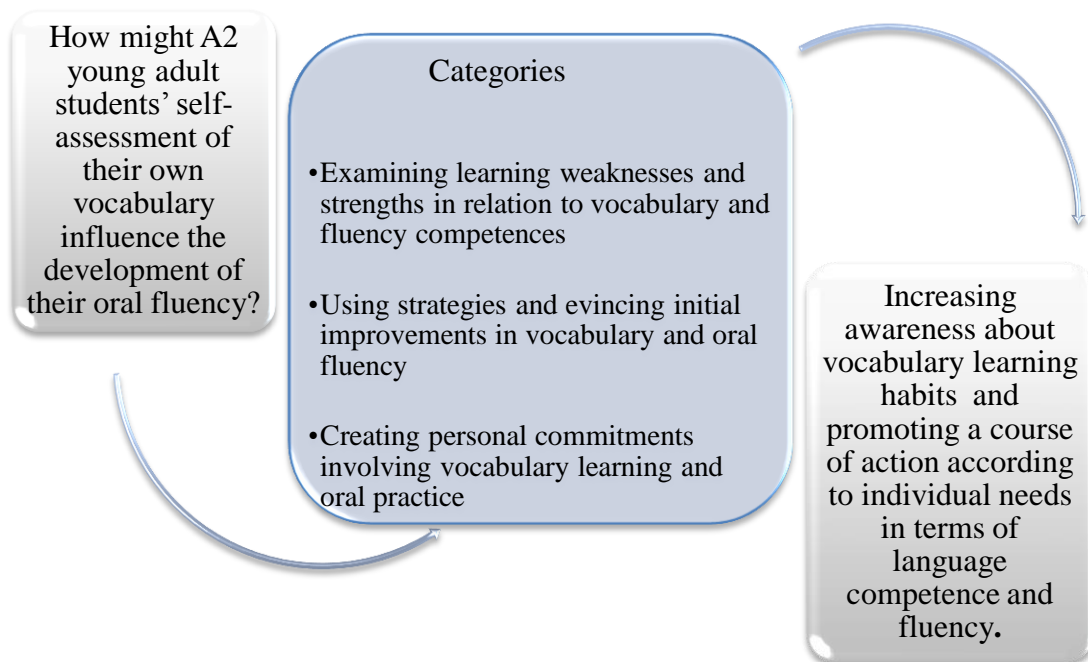 How might A2
young adult
students' self-
assessment of
their own
vocabulary
influence the
development of
their oral fluency?
Categories
•Examining learning weaknesses and
strengths in relation to vocabulary and
fluency competences
•Using strategies and evincing initial
improvements in vocabulary and oral
fluency
•Creating personal commitments
involving vocabulary learning and
oral practice
Increasing
awareness about
vocabulary learning
habits and
promoting a course
of action according
to individual needs
in terms of
language
competence and
fluency.